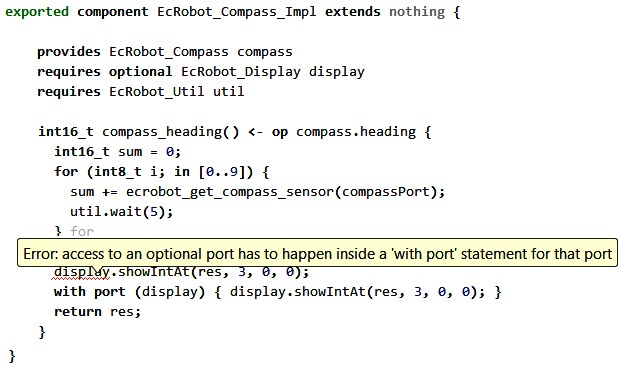 exported component EcRobot_Compass_Impl extends nothing {
provides EcRobot_Compass compass
requires optional EcRobot_Display display
requires EcRobot_Util util
int16_t compass_heading() <- op compass.heading {
int16_t sum = 0;
for (int8_t i; in [0..9]) {
sum += ecrobot_get_compass_sensor(compassPort);
util.wait(5);
} for
Error: access to an optional port has to happen inside a 'with port' statement for that port
display.showIntAt(res, 3, 0, 0);
with port (display) { display.showIntAt(res, 3, 0, 0); }
return res;
}
}